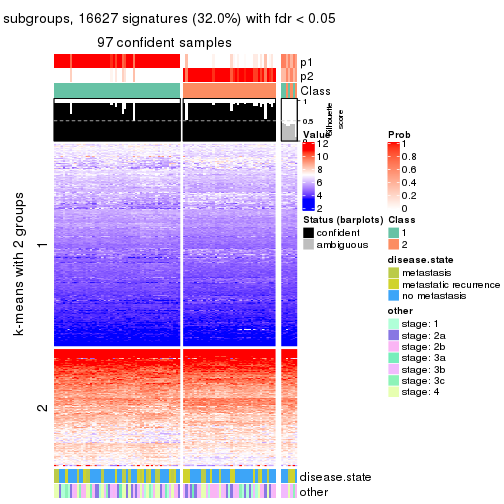 subgroups, 16627 signatures (32.0%) with fdr < 0.05
97 confident samples
p1
p2
Class
1
0.5
0
Silhouette
score
k-means with 2 groups
1
2
disease.state
other
Value
12
10
8
6
4
2
Prob
1
0.8
0.6
0.4
0.2
0
Status (barplots)
confident
ambiguous
Class
1
2
disease.state
metastasis
metastatic recurrence
no metastasis
other
stage: 1
stage: 2a
stage: 2b
stage: 3a
stage: 3b
stage: 3c
stage: 4